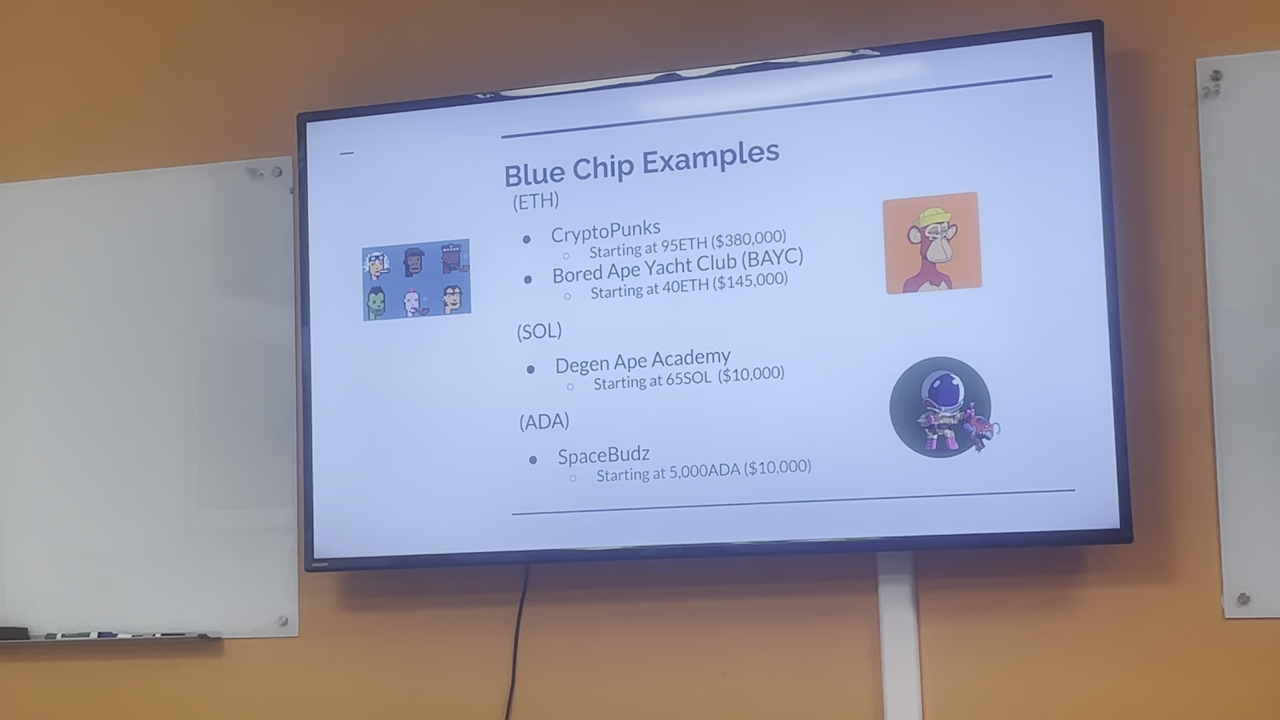 Blue Chip Examples
(ETH)
CryptoPunks
Starting at 95ETH ($380,000)
Bored Ape Yacht Club (BAYC)
Starting at 40ETH ($145,000)
(SOL)
Degen Ape Academy
Starting at 65SOL ($10,000)
(ADA)
SpaceBudz
Starting at 5,000ADA ($10,000)
PHILIPS